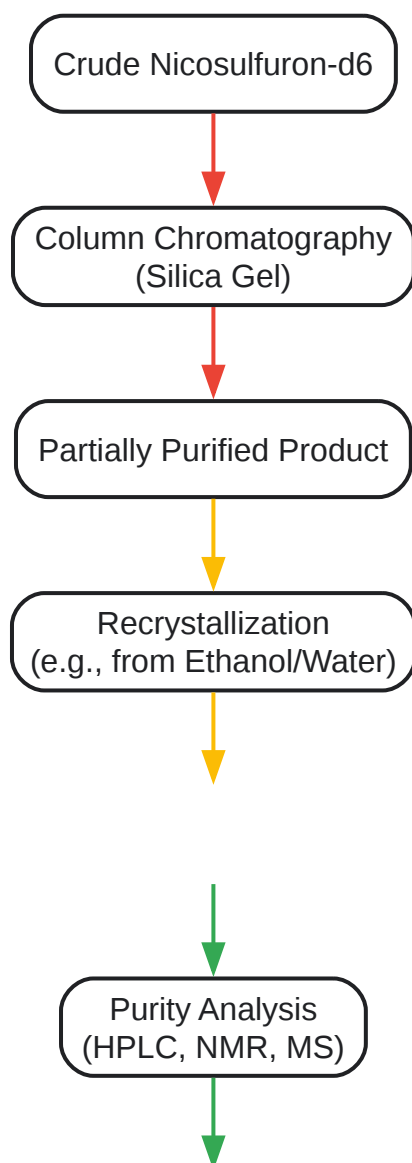 Crude Nicosulfuron-d6
Column Chromatography
(Silica Gel)
Partially Purified Product
Recrystallization
(e.g., from Ethanol/Water)
Purity Analysis
(HPLC, NMR, MS)